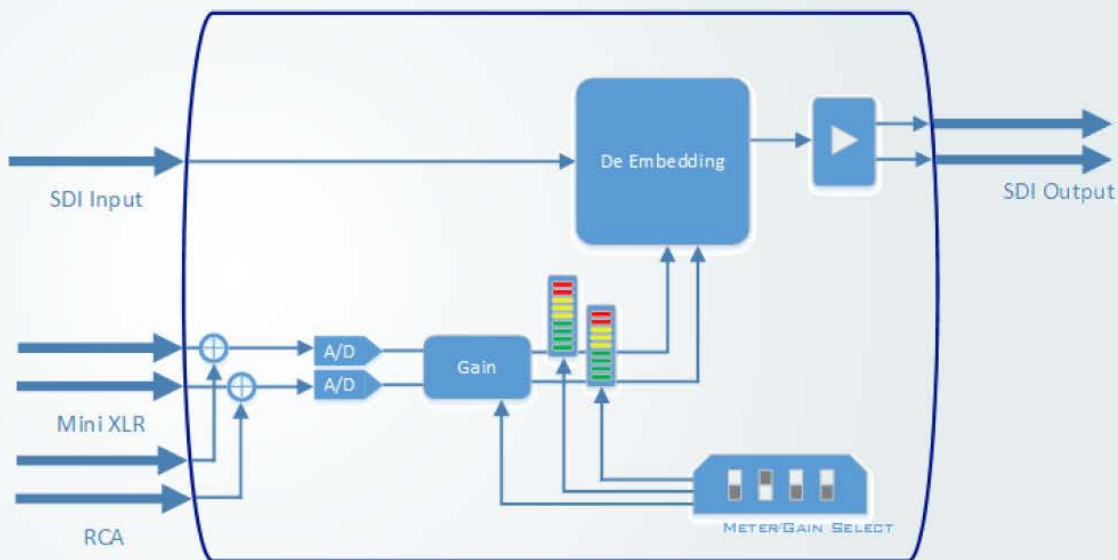 De Embedding
SDI Input
SDI Output
A/D
Gain
A/D
Mini XLR
METER/GAIN SELECT
RCA